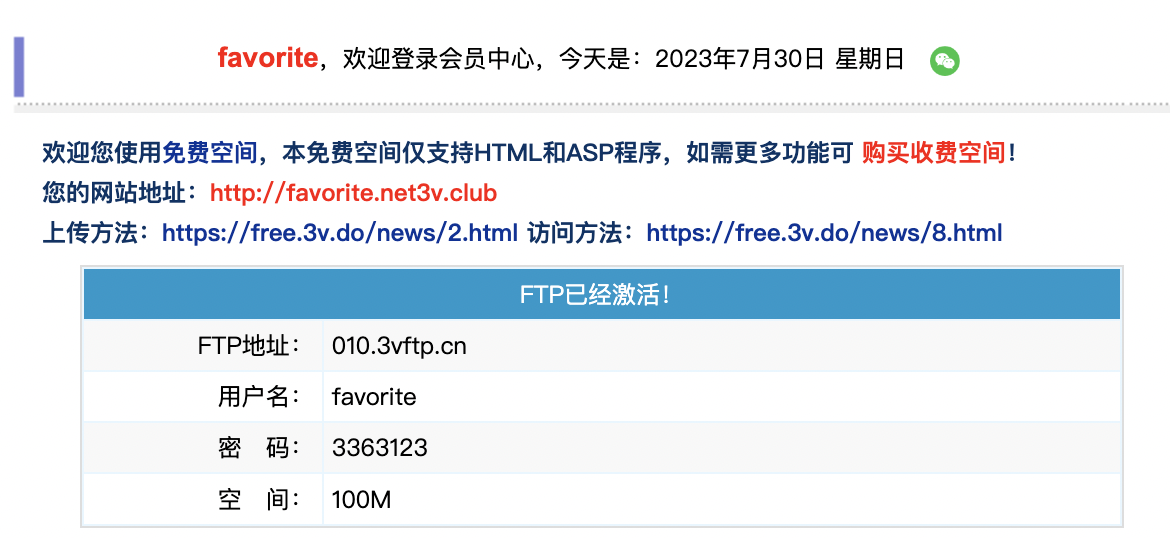 favorite，欢迎登录会员中心，今天是：2023年7月30日 星期日
欢迎您使用免费空间，本免费空间仅支持HTML和ASP程序，如需更多功能可 购买收费空间！
您的网站地址：http://favorite.net3v.club
上传方法：https://free.3v.do/news/2.html 访问方法：https://free.3v.do/news/8.html
FTP已经激活！
FTP地址： 010.3vftp.cn
用户名： favorite
密　码： 3363123
空　间： 100M